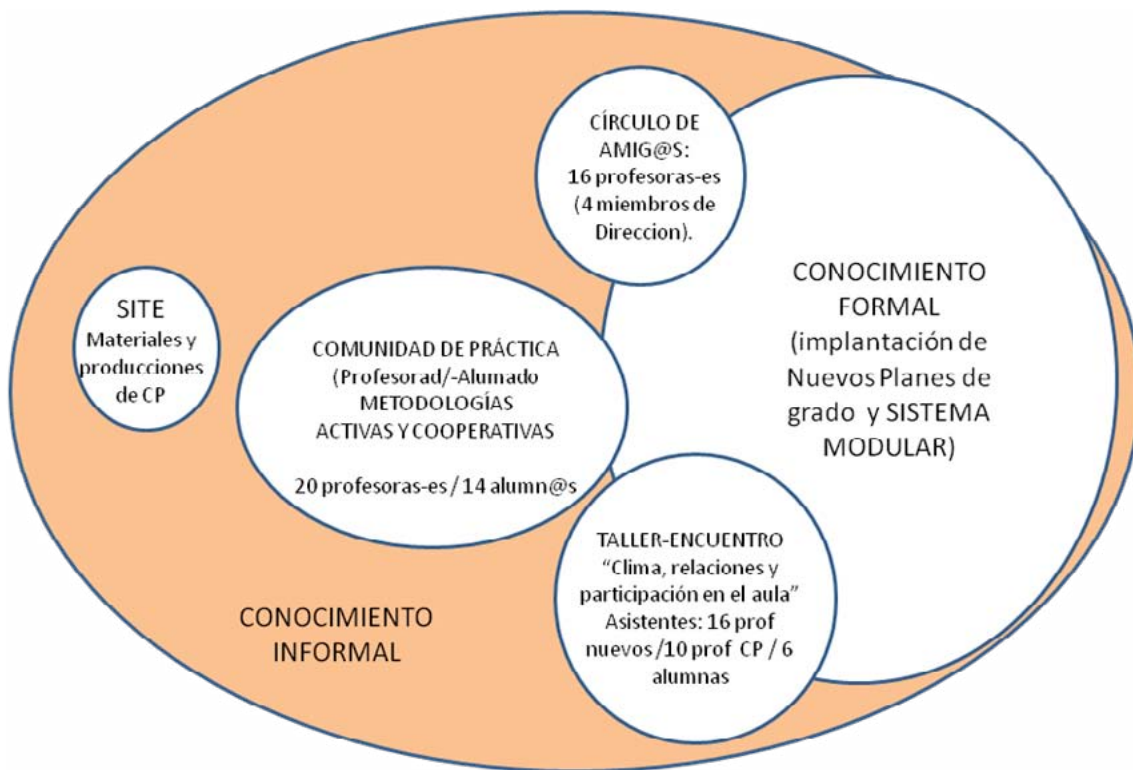 CÍRCULO DE
AMIG@S:
16 profesoras-es
(4 miembros de
Direccion).
CONOCIMIENTO
FORMAL
(implantación de
Nuevos Planes de
grado y SISTEMA
MODULAR)
SITE
Materiales y
producciones
de CP
COMUNIDAD DE PRÁCTICA
(Profesorad/-Alumado
METODOLOGÍAS
ACTIVAS Y COOPERATIVAS
20 profesoras-es / 14 alumn@s
TALLER-ENCUENTRO
“Clima, relaciones y
participación en el aula”
Asistentes: 16 prof
nuevos /10 prof CP / 6
alumnas
CONOCIMIENTO
INFORMAL